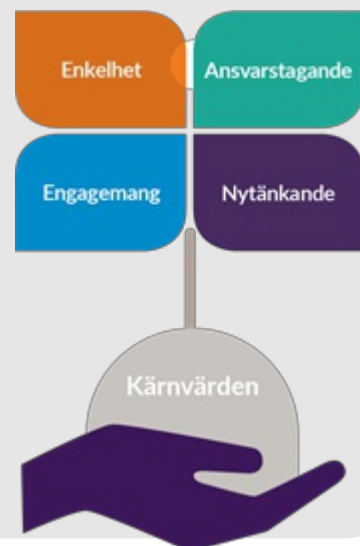 Enkelhet
Ansvarstagande
Engagemang
Nytänkande
Kärnvärden